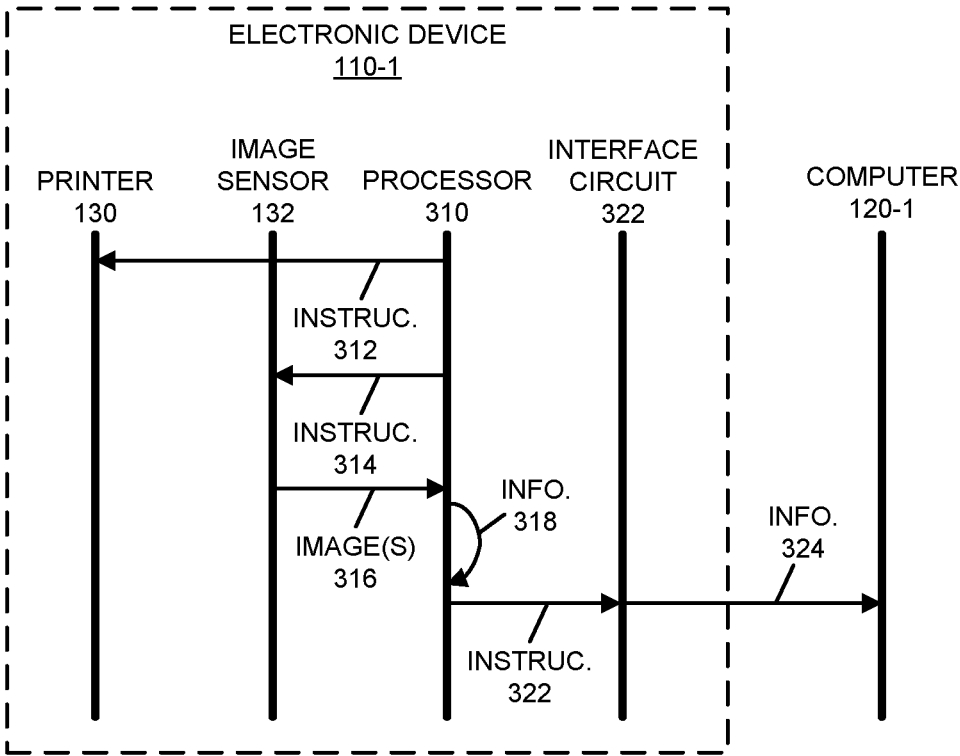 ELECTRONIC DEVICE
110-1
PRINTER
130
IMAGE
SENSOR
132
PROCESSOR
310
INTERFACE
CIRCUIT
322
COMPUTER
120-1
INSTRUC.
312
INSTRUC.
314
IMAGE(S)
316
INFO.
318
INSTRUC.
322
INFO.
324